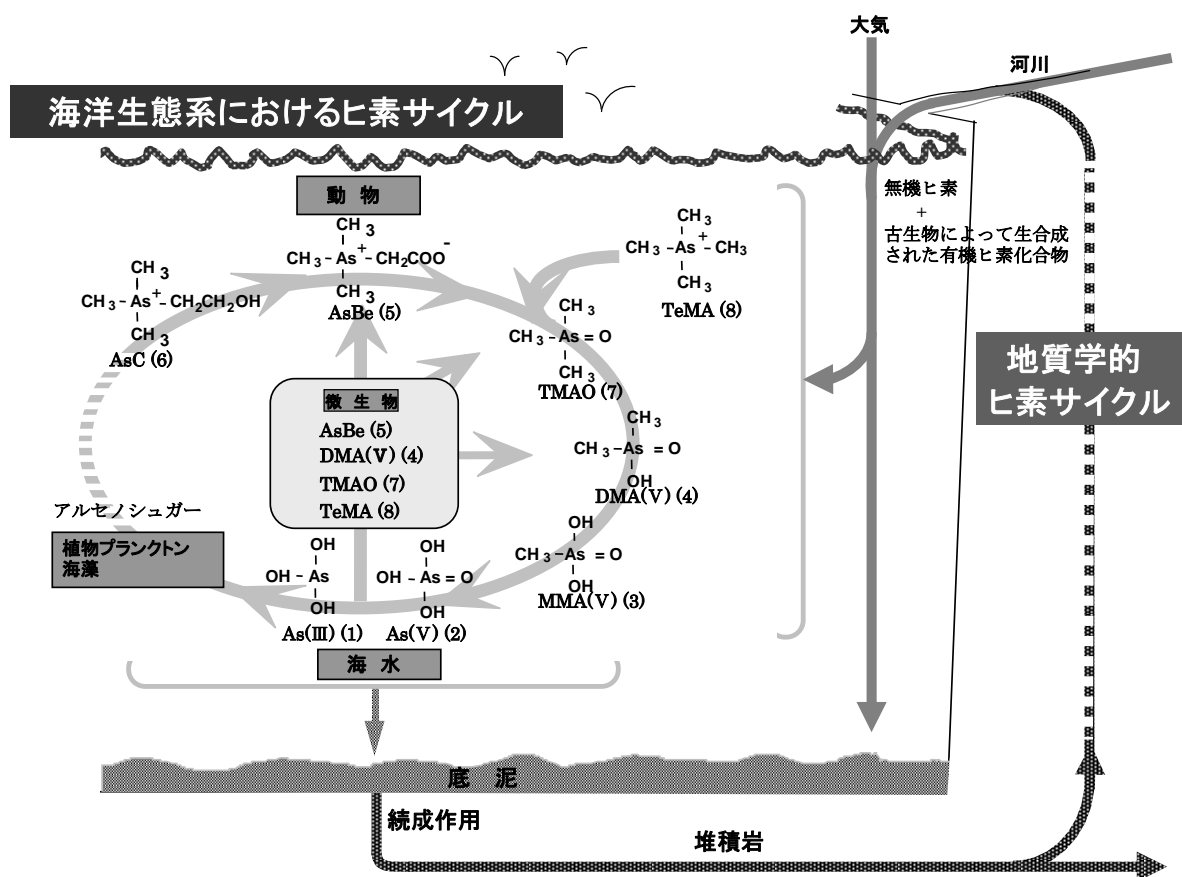 大気
河川
海洋生態系におけるヒ素サイクル
動 物
無機ヒ素
+
古生物によって生合成
された有機ヒ素化合物
CH3
CH3-As+-CH2COO-
CH3
AsBe (5)
CH3
CH3-As+-CH3
CH3
TeMA (8)
CH3
CH3-As+-CH2CH2OH
CH3
AsC (6)
CH3
CH3-As=O
CH3
TMAO (7)
地質学的
ヒ素サイクル
微 生 物
AsBe (5)
DMA(V) (4)
TMAO (7)
TeMA (8)
CH3
CH3-As=O
OH
DMA(V) (4)
アルセノシュガー
植物プランクトン
海藻
OH
OH-As
OH
As(Ⅲ) (1)
OH
OH-As=O
OH
As(V) (2)
OH
CH3-As=O
OH
MMA(V) (3)
海 水
底 泥
続成作用
堆積岩